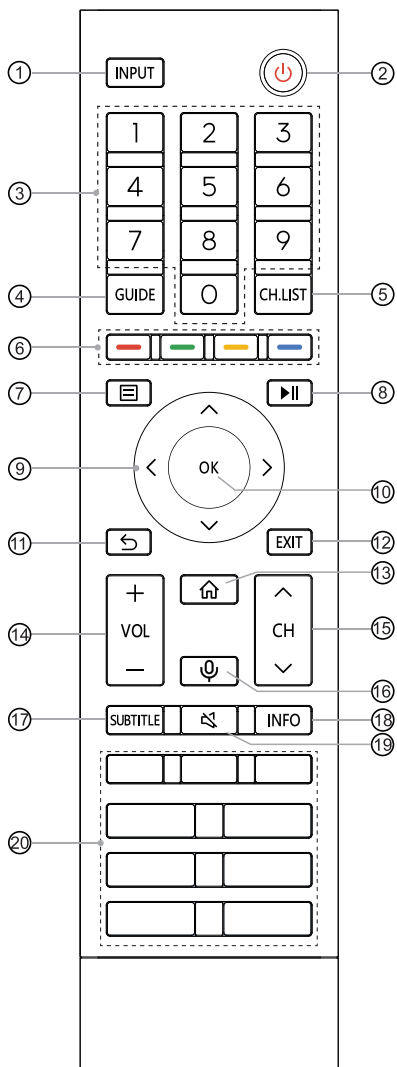 ① INPUT ②
1 2 3
③ 4 5 6
7 8 9
④ GUIDE 0 CH.LIST ⑤
⑥
⑦ ⑧
⑨ OK ⑩
⑪ EXIT ⑫
⑬
+
⑭ VOL CH ⑮
—
⑯
⑰ SUBTITLE INFO ⑱
⑲
⑳